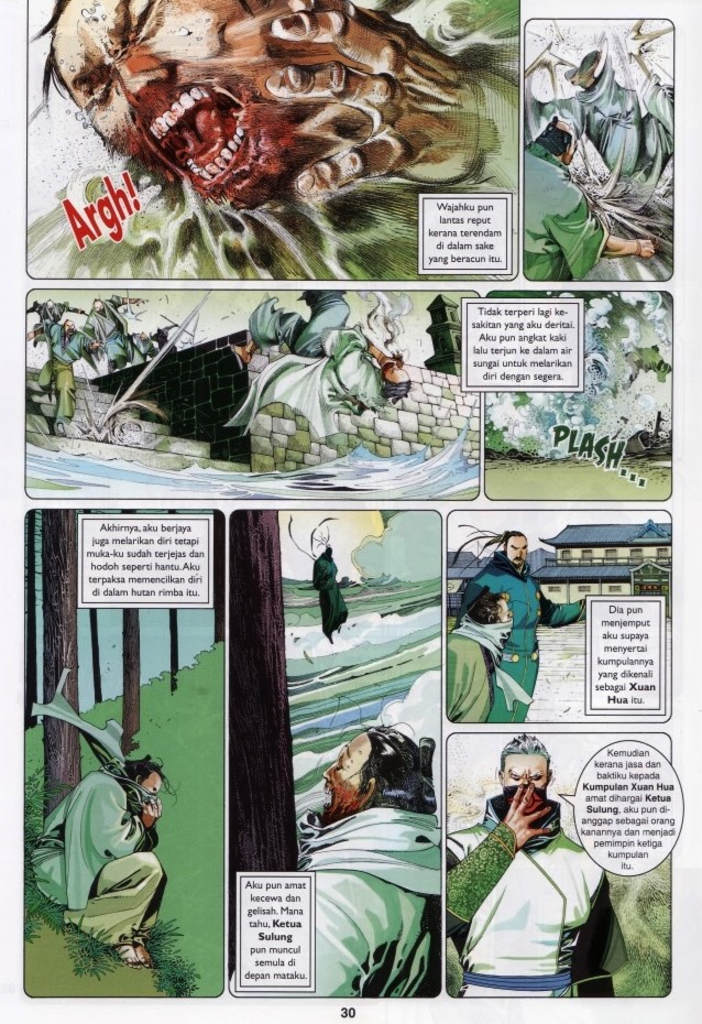 Argh!
Wajahku pun
lantas reput
kerana terendam
di dalam sake
yang beracun itu.
Tidak terperi lagi ke-
sakitan yang aku deritai.
Aku pun angkat kaki
lalu terjun ke dalam air
sungai untuk melarikan
diri dengan segera.
PLASH...
Akhirnya, aku berjaya
juga melarikan diri tetapi
muka-ku sudah terjejas dan
hodoh seperti hantu. Aku
terpaksa memencilkan diri
di dalam hutan rimba itu.
Aku pun amat
kecewa dan
gelisah. Mana
tahu, Ketua
Sulung
pun muncul
semula di
depan mataku.
Dia pun
menjemput
aku supaya
menyertai
kumpulannya
yang dikenali
sebagai Xuan
Hua itu.
Kemudian
kerana jasa dan
baktiku kepada
Kumpulan Xuan Hua
amat dihargai Ketua
Sulung, aku pun di-
anggap sebagai orang
kanannya dan menjadi
pemimpin ketiga
kumpulan
itu.
30